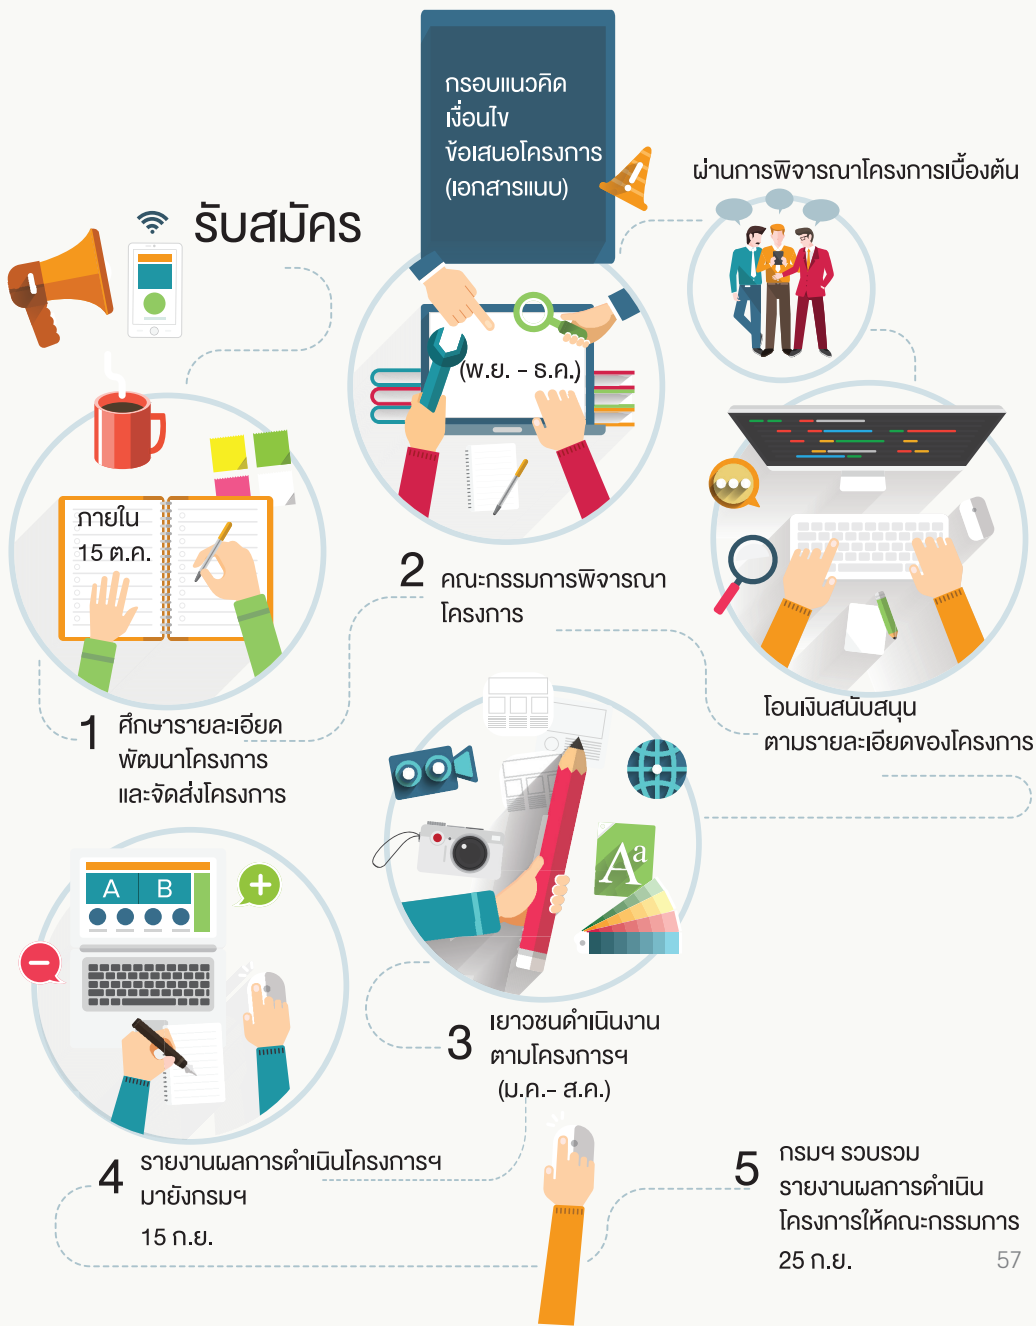 กรอบแนวคิด
เงื่อนไข
ข้อเสนอโครงการ
(เอกสารแนบ)
ผ่านการพิจารณาโครงการเบื้องต้น
รับสมัคร
(พ.ย. - ธ.ค.)
ภายใน
15 ต.ค.
2 คณะกรรมการพิจารณา
โครงการ
1 ศึกษารายละเอียด
พัฒนาโครงการ
และจัดส่งโครงการ
โอนเงินสนับสนุน
ตามรายละเอียดของโครงการ
Aa
A B
3 เยาวชนดำเนินงาน
ตามโครงการฯ
(ม.ค.- ส.ค.)
4 รายงานผลการดำเนินโครงการฯ
มายังกรมฯ
15 ก.ย.
5 กรมฯ รวบรวม
รายงานผลการดำเนิน
โครงการให้คณะกรรมการ
25 ก.ย.
57